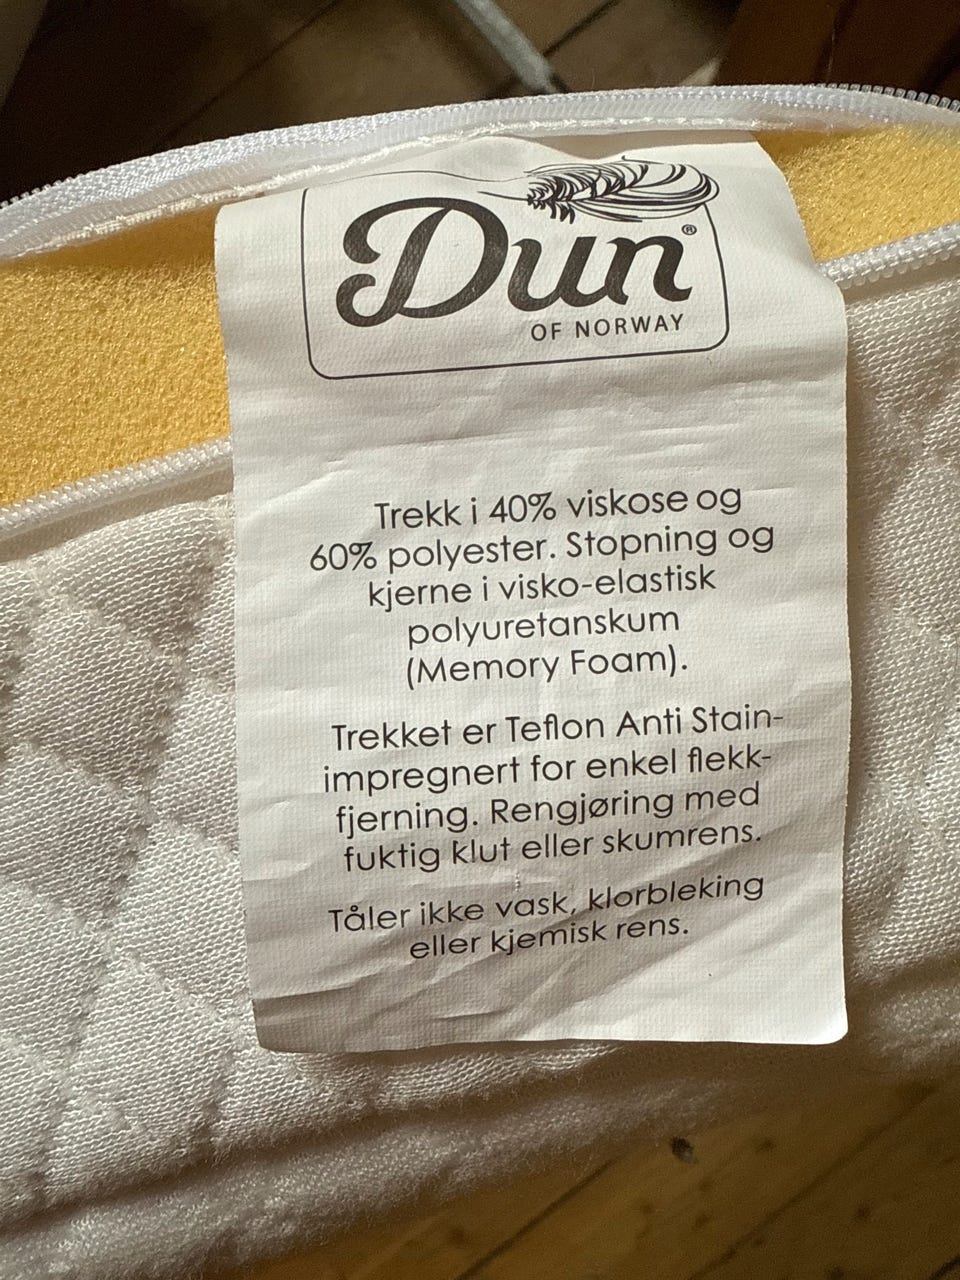 Dun®
OF NORWAY
Trekk i 40% viskose og
60% polyester. Stopning og
kjerne i visko-elastisk
polyuretanskum
(Memory Foam).
Trekket er Teflon Anti Stain-
impregnert for enkel flekk-
fjerning. Rengjøring med
fuktig klut eller skumrens.
Tåler ikke vask, klorbleking
eller kjemisk rens.